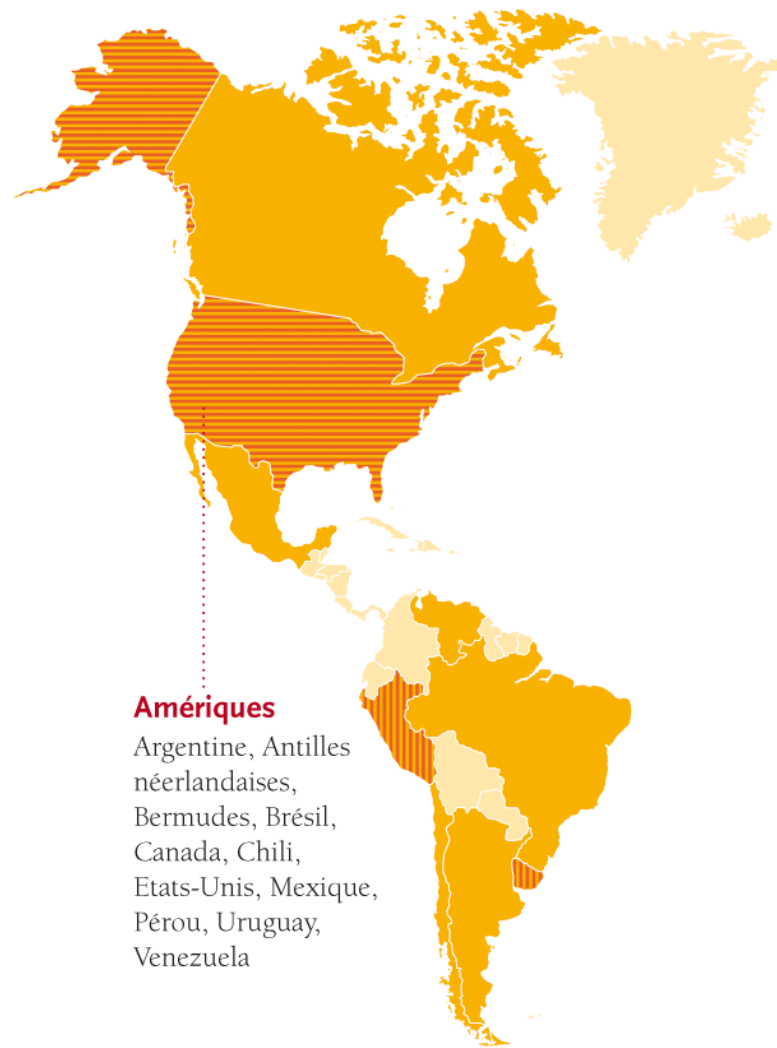 Amériques
Argentine, Antilles
néerlandaises,
Bermudes, Brésil,
Canada, Chili,
Etats-Unis, Mexique,
Pérou, Uruguay,
Venezuela